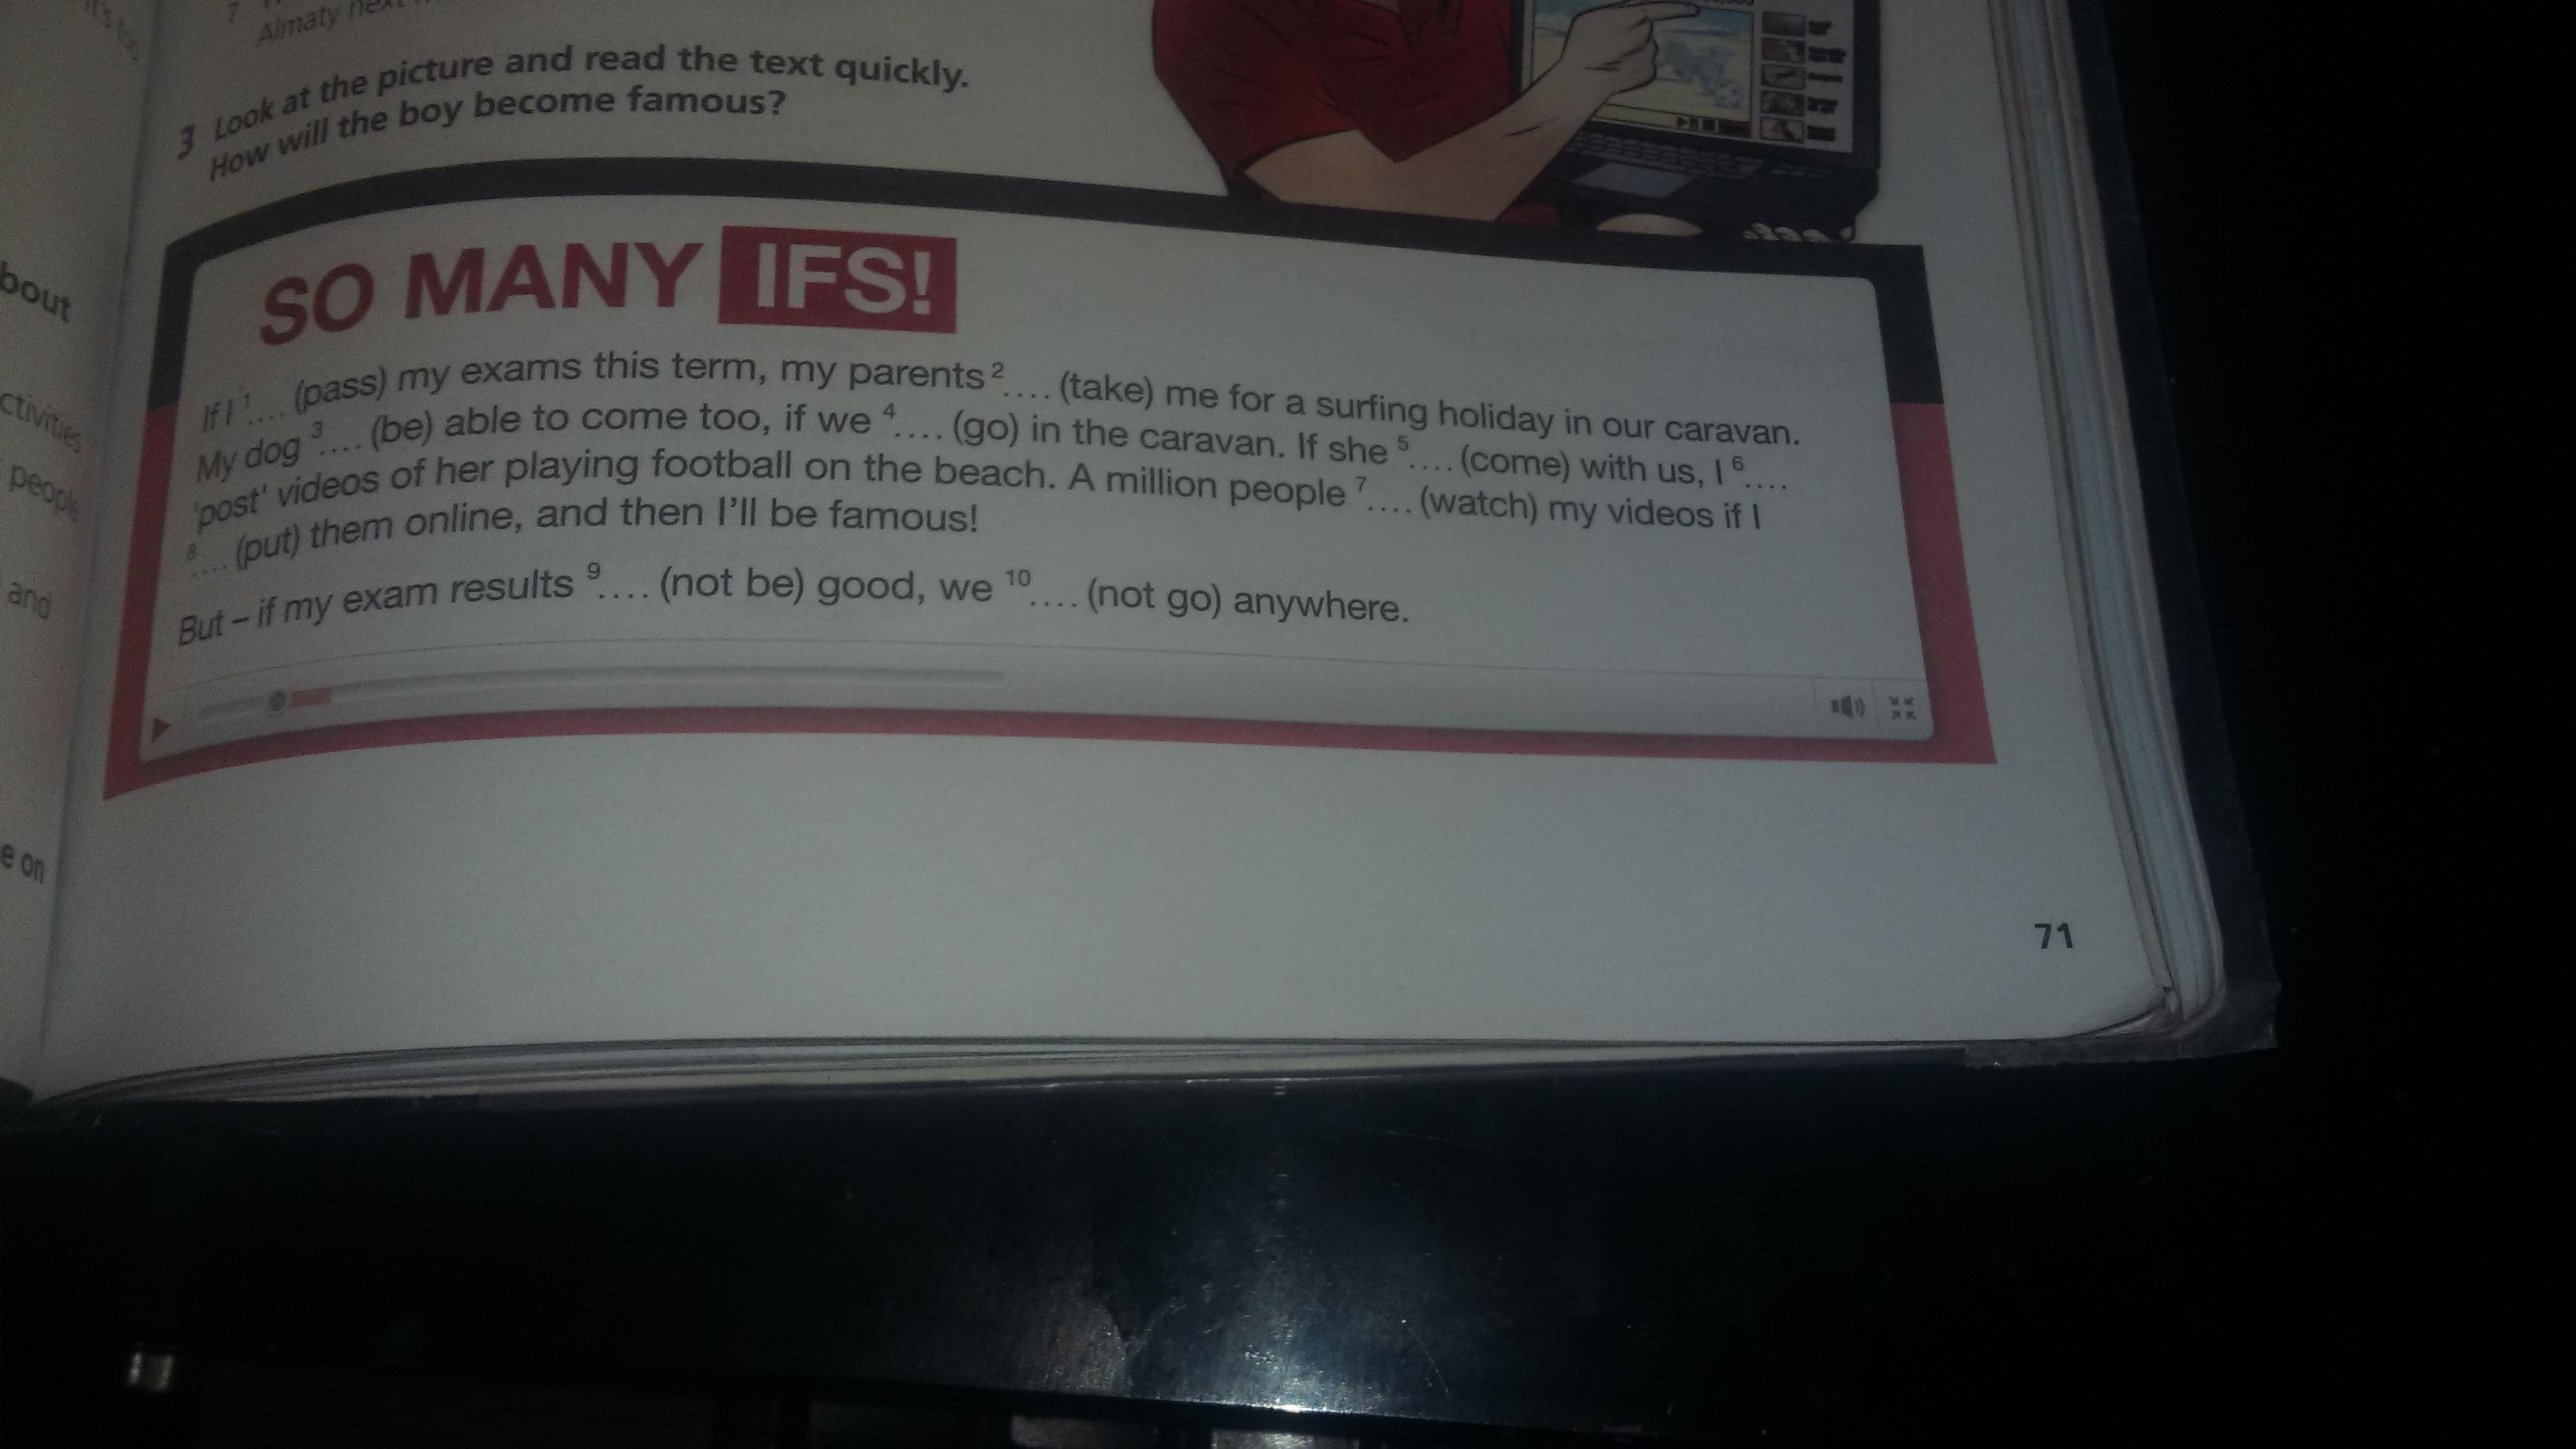 It's top
7
Almaty next
3 Look at the picture and read the text quickly.
How will the boy become famous?
SO MANY IFS!
If I ¹.... (pass) my exams this term, my parents ².... (take) me for a surfing holiday in our caravan.
My dog ³.... (be) able to come too, if we ⁴.... (go) in the caravan. If she ⁵.... (come) with us, I ⁶....
'post' videos of her playing football on the beach. A million people ⁷.... (watch) my videos if I
⁸.... (put) them online, and then I'll be famous!
But – if my exam results ⁹.... (not be) good, we ¹⁰.... (not go) anywhere.
bout
ctivities
people
and
e on
71